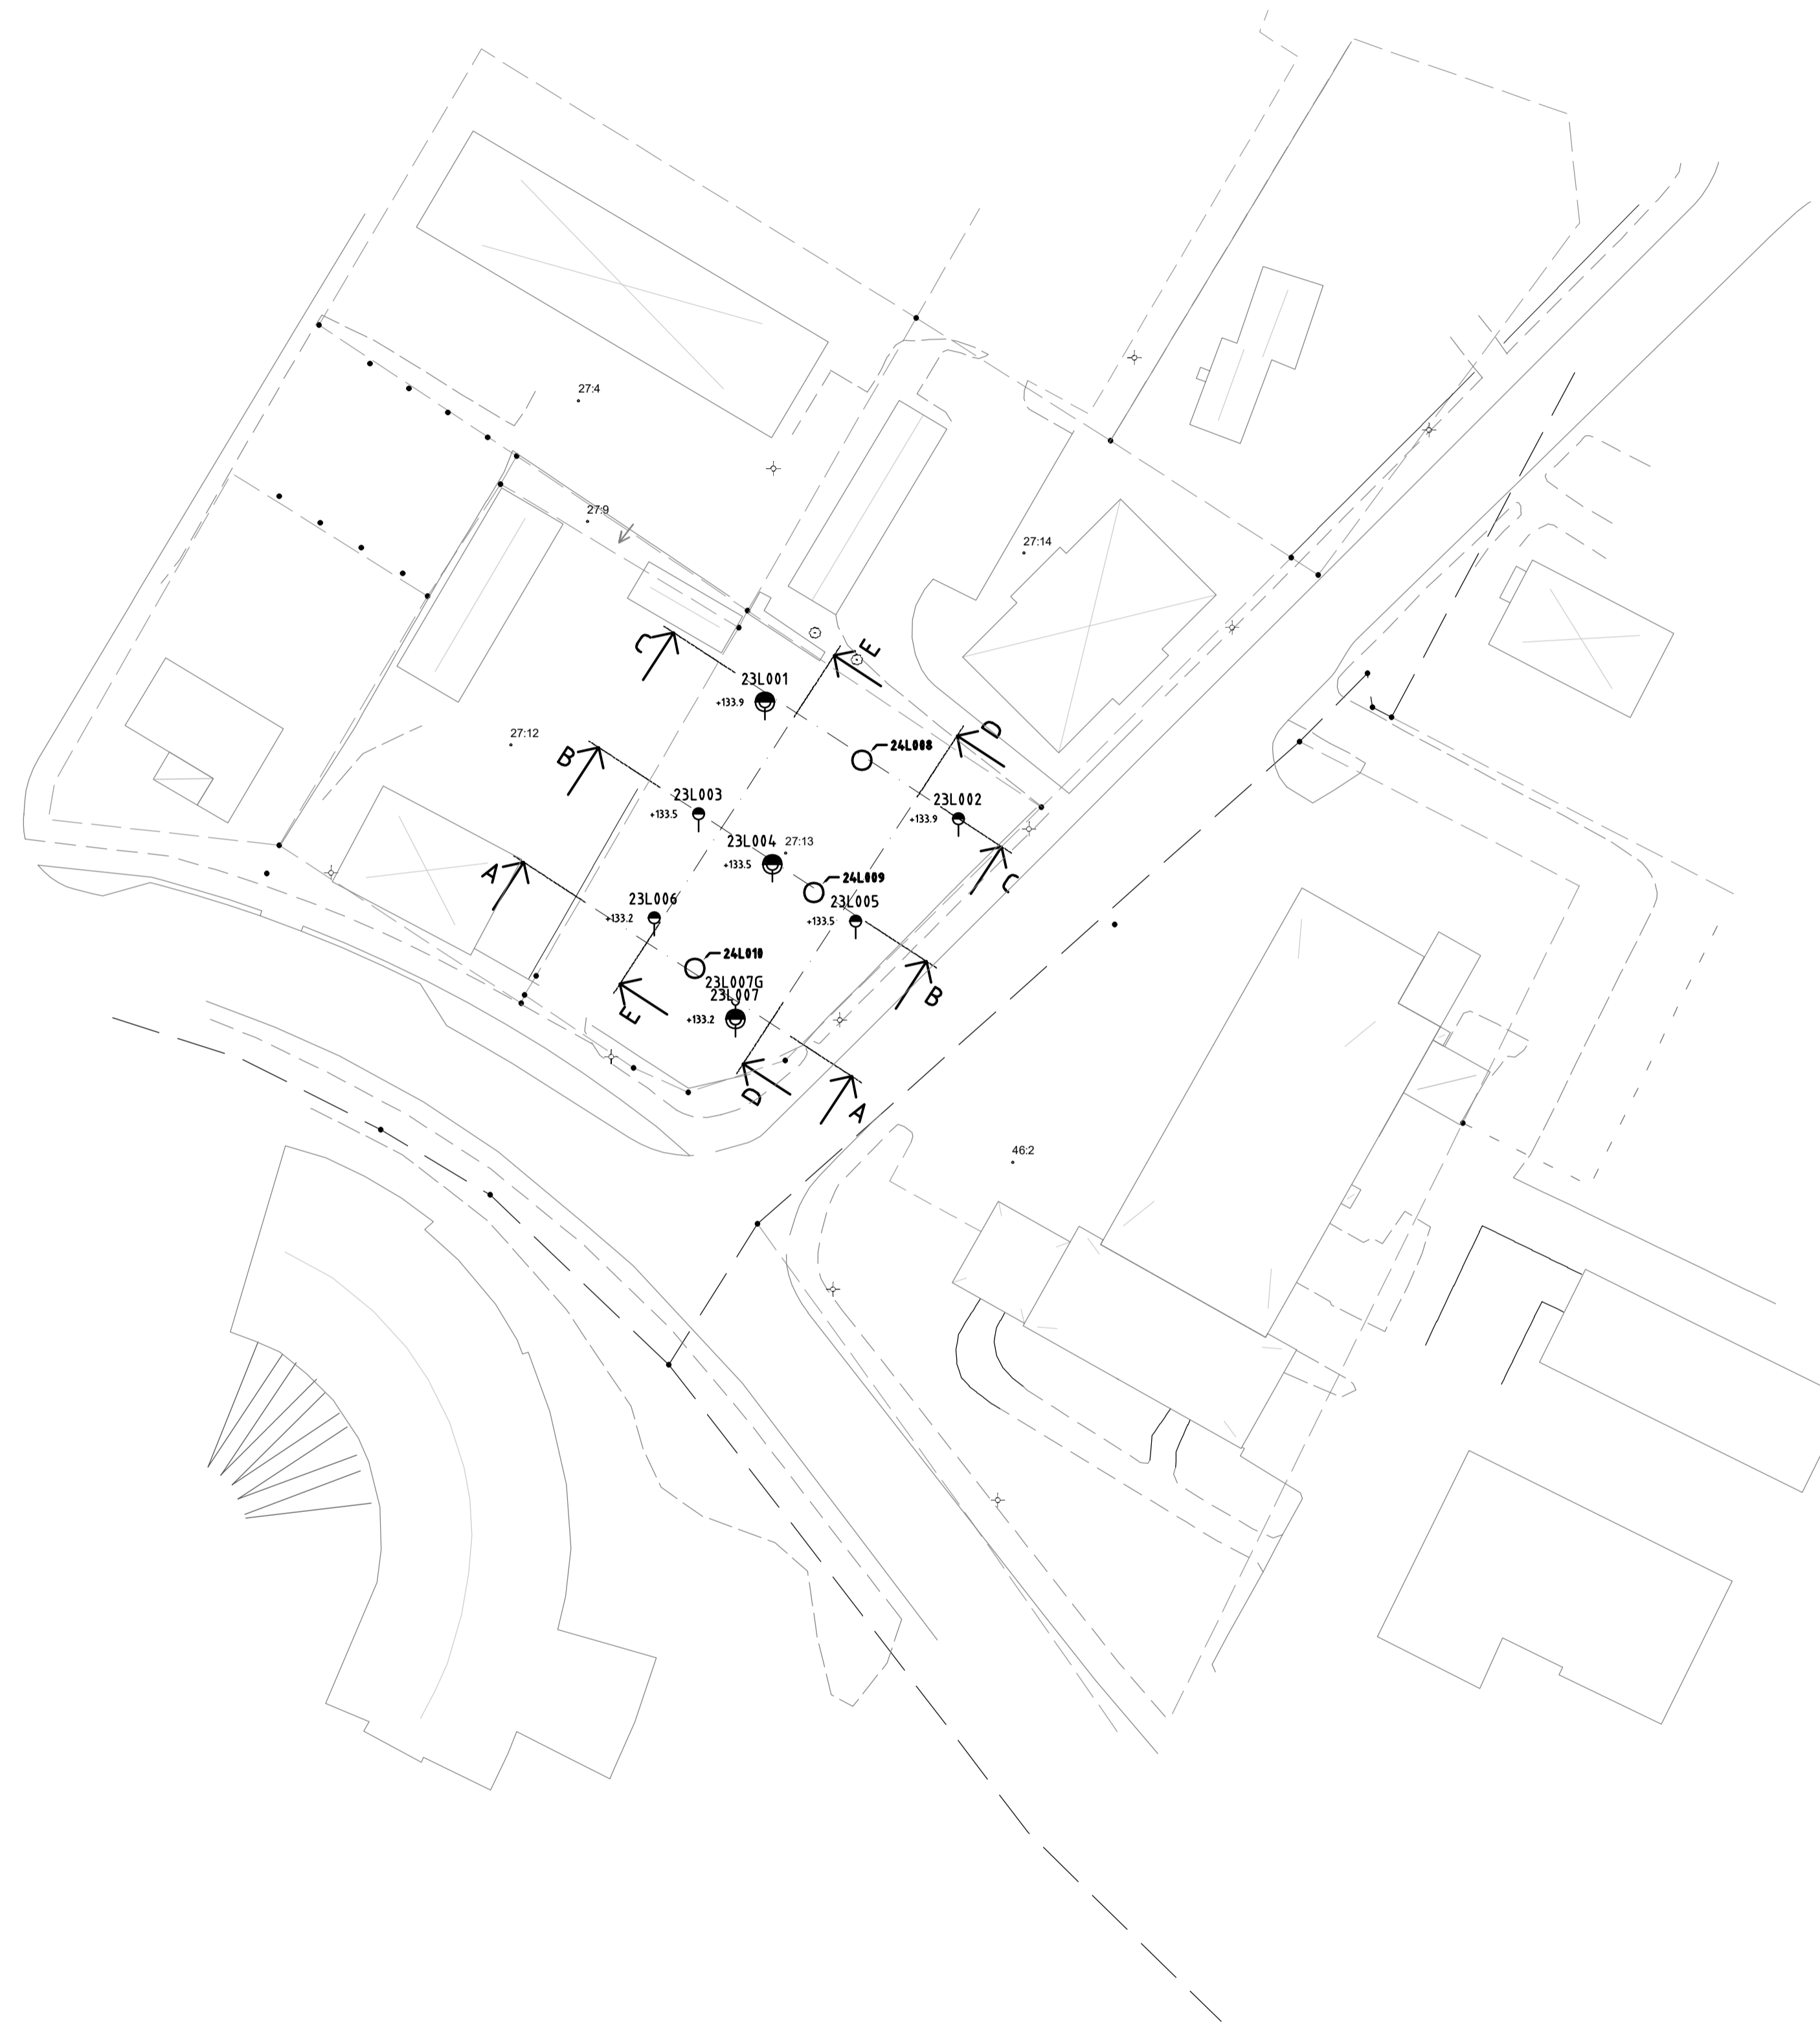 27:4
27:9
27:14
C
E
23L001
+133.9
D
27:12
B
24L008
23L003
+133.5
23L002
+133.9
23L004
27:13
+133.5
A
24L009
C
23L006
+133.2
23L005
+133.5
24L010
23L007G
23L007
+133.2
B
E
D
A
46:2